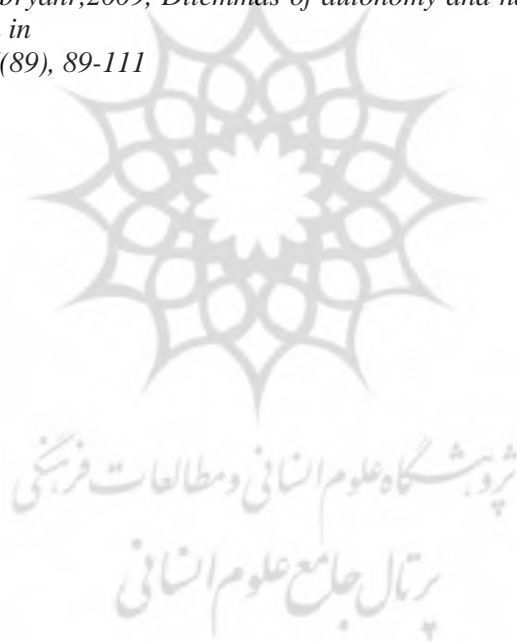 bryant,2009, Dilemmas of autonomy and
in
(89), 89-111
پژوهشگاه علوم انسانی و مطالعات فرهنگی
پرتال جامع علوم انسانی